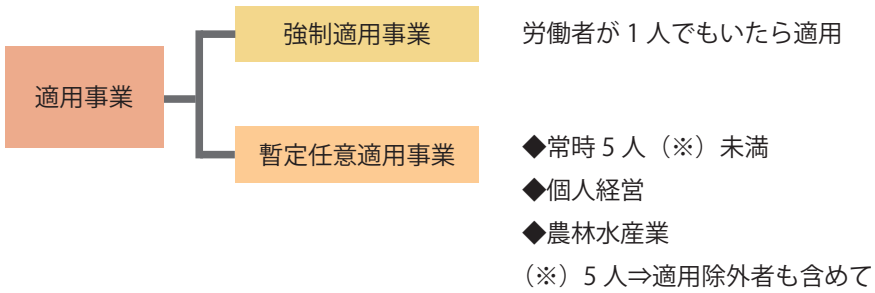 適用事業
強制適用事業
労働者が1人でもいたら適用
暫定任意適用事業
◆常時5人（※）未満
◆個人経営
◆農林水産業
（※）5人⇒適用除外者も含めて